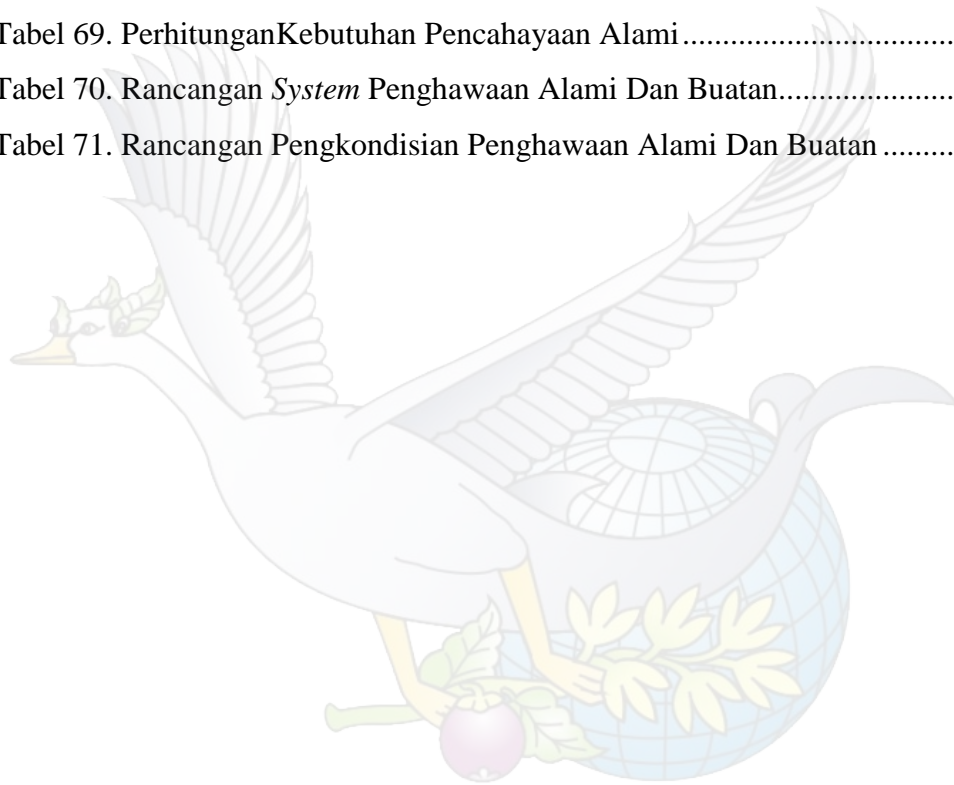 Tabel 69. PerhitunganKebutuhan Pencahayaan Alami..................................
Tabel 70. Rancangan System Penghawaan Alami Dan Buatan......................
Tabel 71. Rancangan Pengkondisian Penghawaan Alami Dan Buatan.........